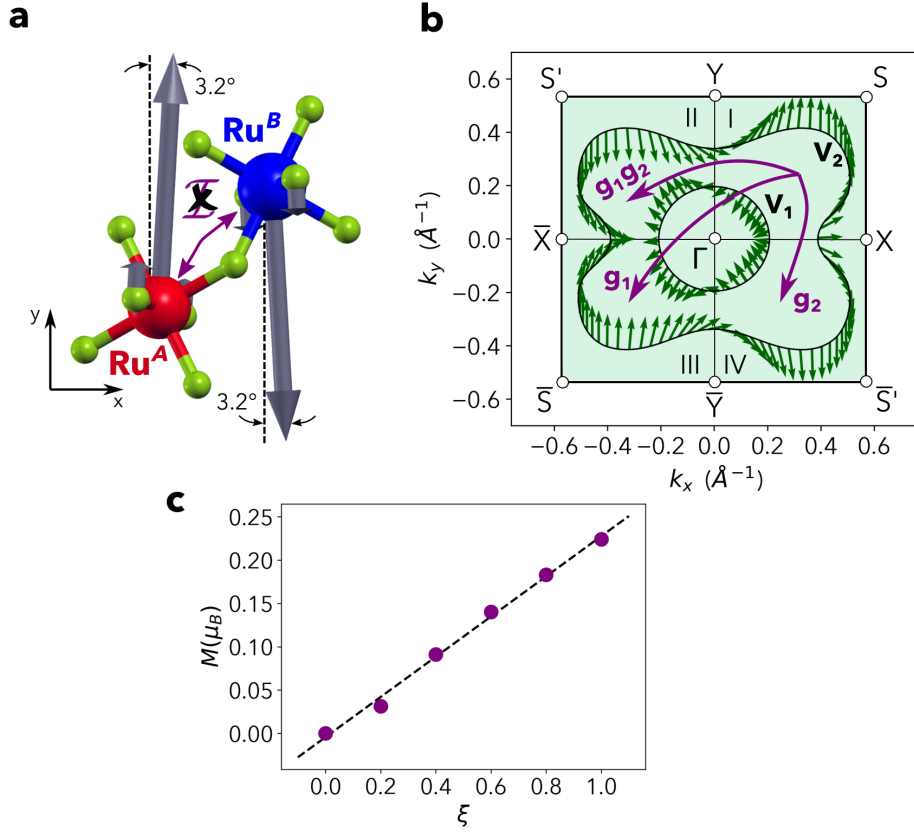 a
3.2°
Ru^B
I
y
x
Ru^A
3.2°
b
S' Y S
II I
V₂
g₁g₂
V₁
X̅ Γ X
g₁
g₂
III IV
S̅ Y̅ S̅'
0.6
0.4
0.2
0.0
−0.2
−0.4
−0.6
k_y (Å⁻¹)
−0.6 −0.4 −0.2 0.0 0.2 0.4 0.6
k_x (Å⁻¹)
c
0.25
0.20
0.15
0.10
0.05
0.00
M(μ_B)
0.0 0.2 0.4 0.6 0.8 1.0
ξ